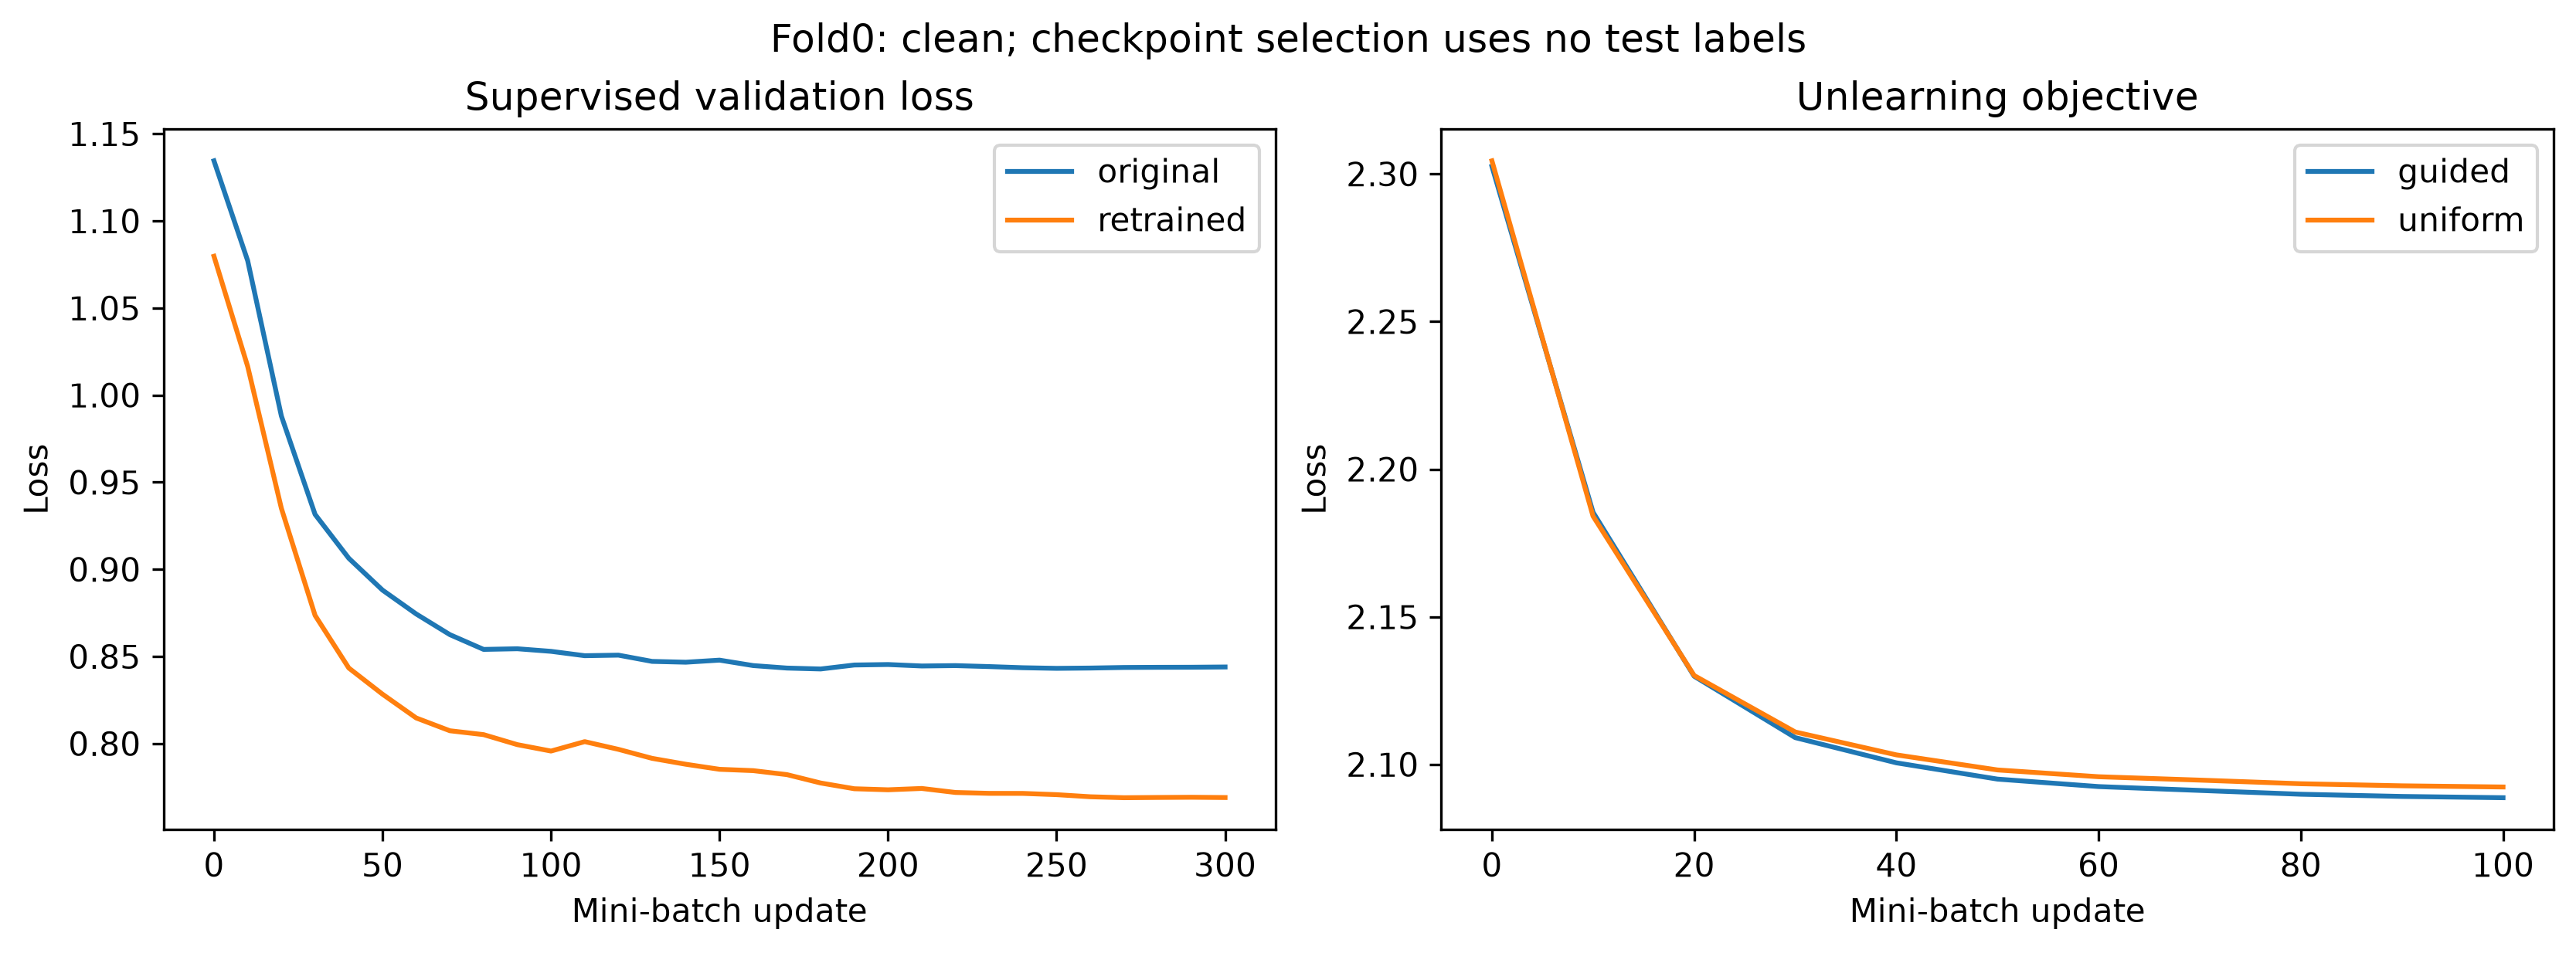 Fold0: clean; checkpoint selection uses no test labels
Supervised validation loss
1.15
1.10
1.05
1.00
0.95
0.90
0.85
0.80
Loss
original
retrained
0 50 100 150 200 250 300
Mini-batch update
Unlearning objective
2.30
2.25
2.20
2.15
2.10
Loss
guided
uniform
0 20 40 60 80 100
Mini-batch update